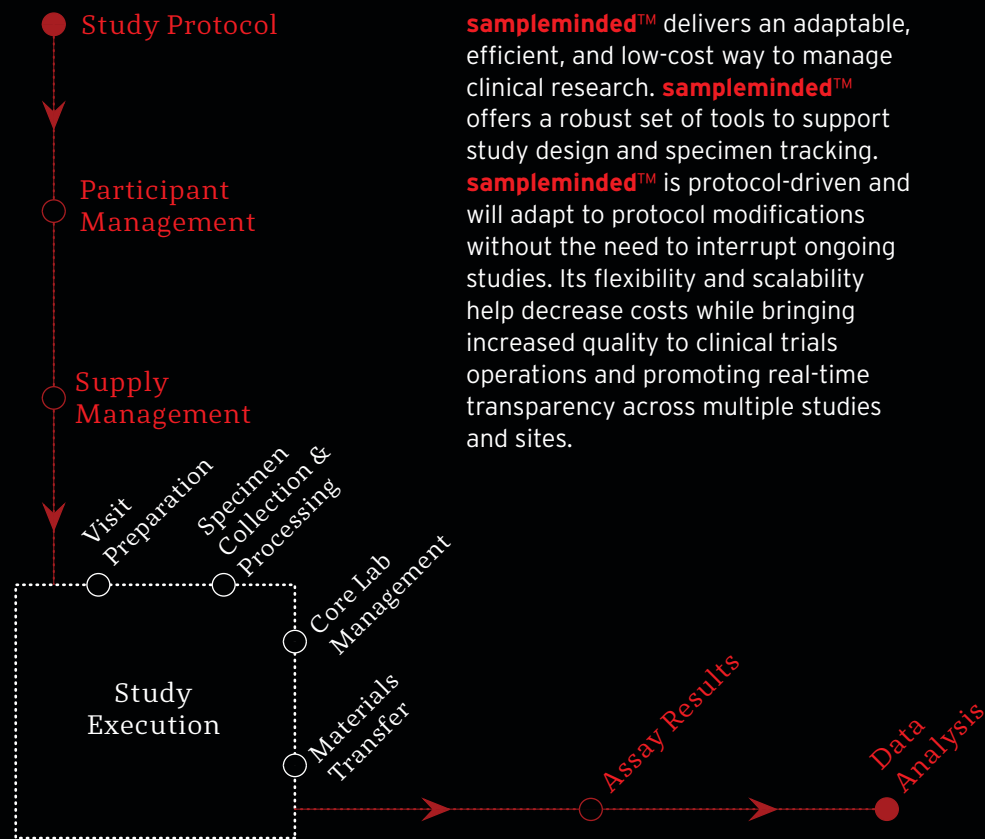 Study Protocol
Participant
Management
Supply
Management
Visit
Preparation
Specimen
Collection &
Processing
Core Lab
Management
Materials
Transfer
Study
Execution
Assay Results
Data
Analysis
sampleminded™ delivers an adaptable,
efficient, and low-cost way to manage
clinical research. sampleminded™
offers a robust set of tools to support
study design and specimen tracking.
sampleminded™ is protocol-driven and
will adapt to protocol modifications
without the need to interrupt ongoing
studies. Its flexibility and scalability
help decrease costs while bringing
increased quality to clinical trials
operations and promoting real-time
transparency across multiple studies
and sites.